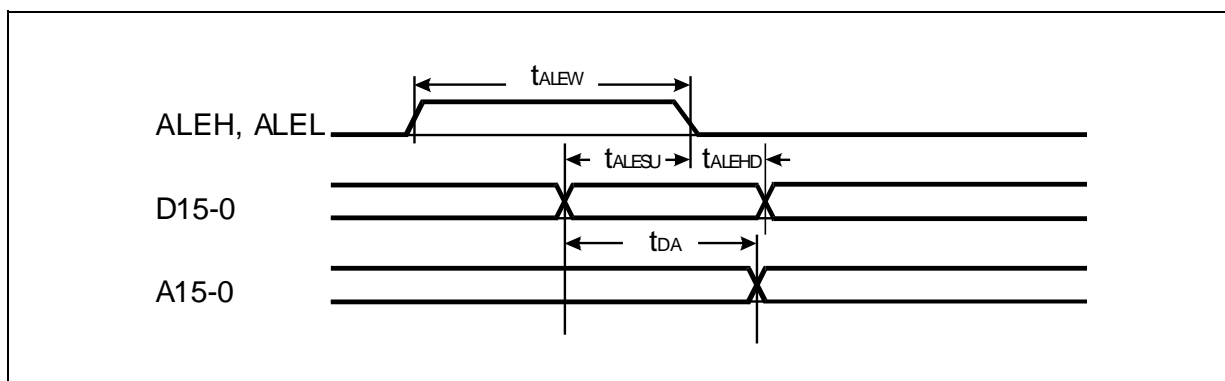 tALEW
ALEH, ALEL
tALESU tALEHD
D15-0
tDA
A15-0